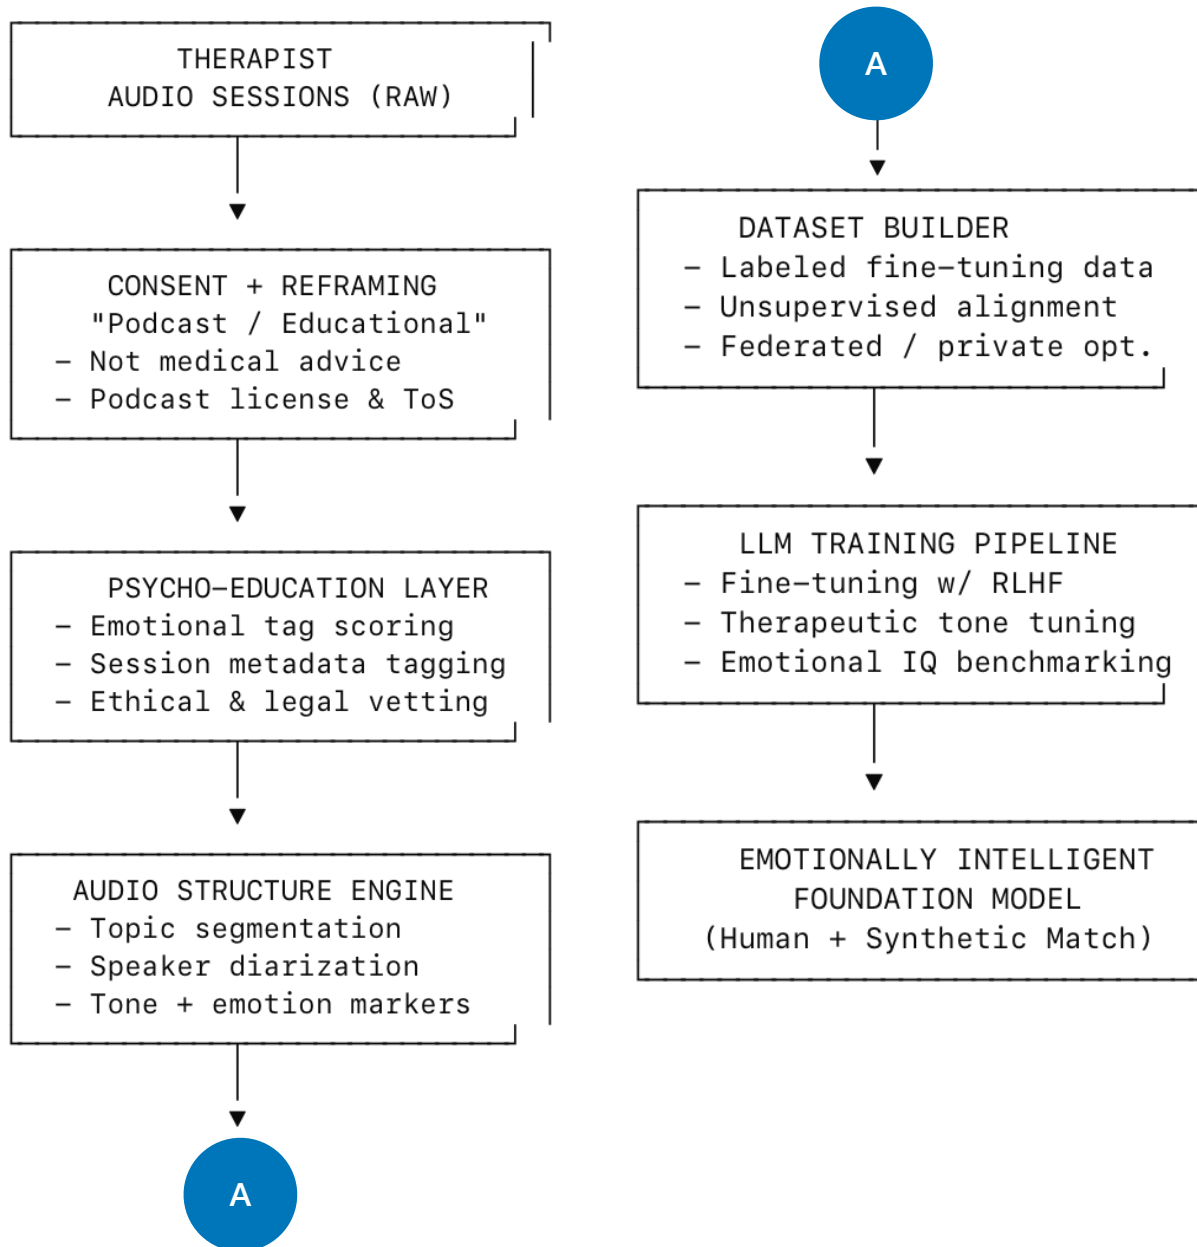 THERAPIST
AUDIO SESSIONS (RAW)
CONSENT + REFRAMING
"Podcast / Educational"
– Not medical advice
– Podcast license & ToS
PSYCHO–EDUCATION LAYER
– Emotional tag scoring
– Session metadata tagging
– Ethical & legal vetting
AUDIO STRUCTURE ENGINE
– Topic segmentation
– Speaker diarization
– Tone + emotion markers
A
A
DATASET BUILDER
– Labeled fine–tuning data
– Unsupervised alignment
– Federated / private opt.
LLM TRAINING PIPELINE
– Fine–tuning w/ RLHF
– Therapeutic tone tuning
– Emotional IQ benchmarking
EMOTIONALLY INTELLIGENT
FOUNDATION MODEL
(Human + Synthetic Match)